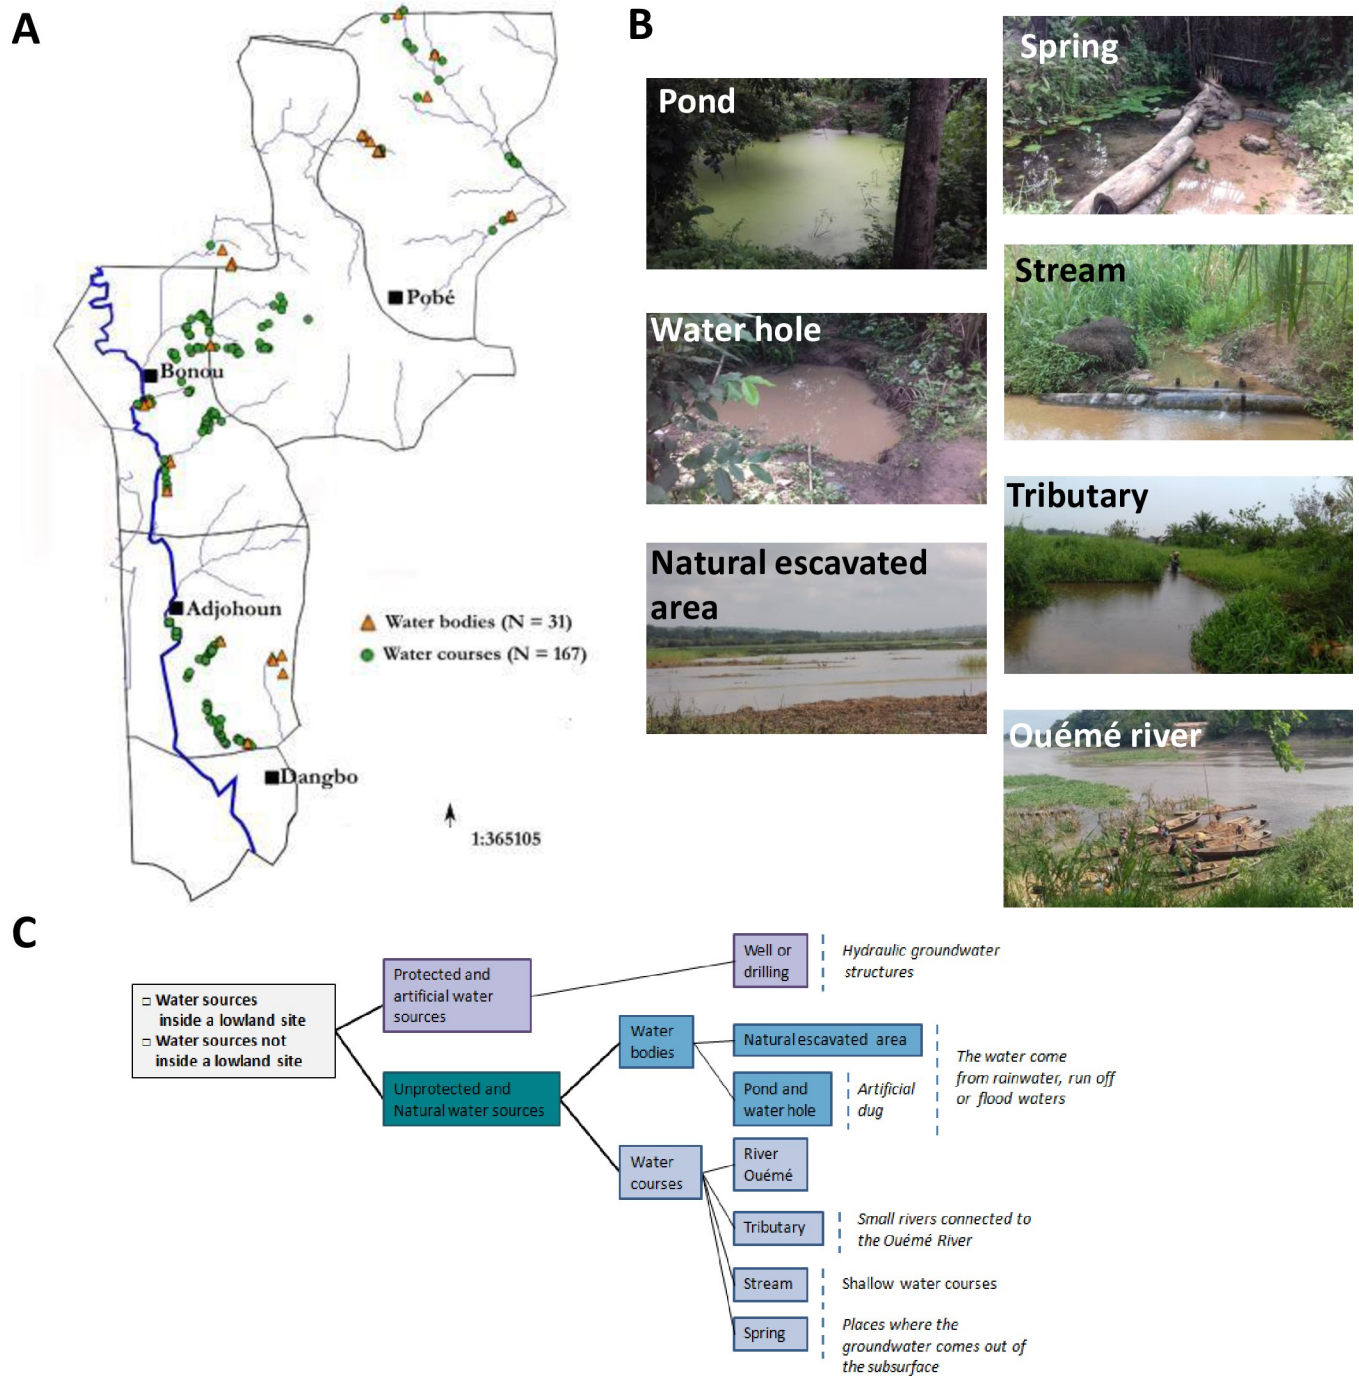 A
Pobé
Bonou
Adjohoun
Water bodies (N = 31)
Water courses (N = 167)
Dangbo
1:365105
B
Pond
Water hole
Natural escavated
area
Spring
Stream
Tributary
Ouémé river
C
Water sources
inside a lowland site
Water sources not
inside a lowland site
Protected and
artificial water
sources
Unprotected and
Natural water sources
Well or
drilling
Hydraulic groundwater
structures
Water
bodies
Natural escavated area
Pond and
water hole
Artificial
dug
The water come
from rainwater, run off
or flood waters
Water
courses
River
Ouémé
Tributary
Small rivers connected to
the Ouémé River
Stream
Shallow water courses
Spring
Places where the
groundwater comes out of
the subsurface